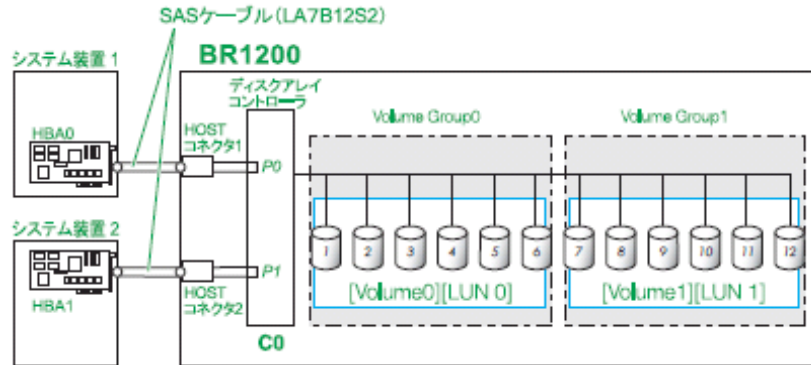 SASケーブル(LA7B12S2)
システム装置 1
BR1200
ディスクアレイ
コントローラ
Volume Group0
Volume Group1
HBA0
HOST
コネクタ1
P0
システム装置 2
1
2
3
4
5
6
7
8
9
10
11
12
P1
[Volume0][LUN 0]
[Volume1][LUN 1]
HBA1
HOST
コネクタ2
C0